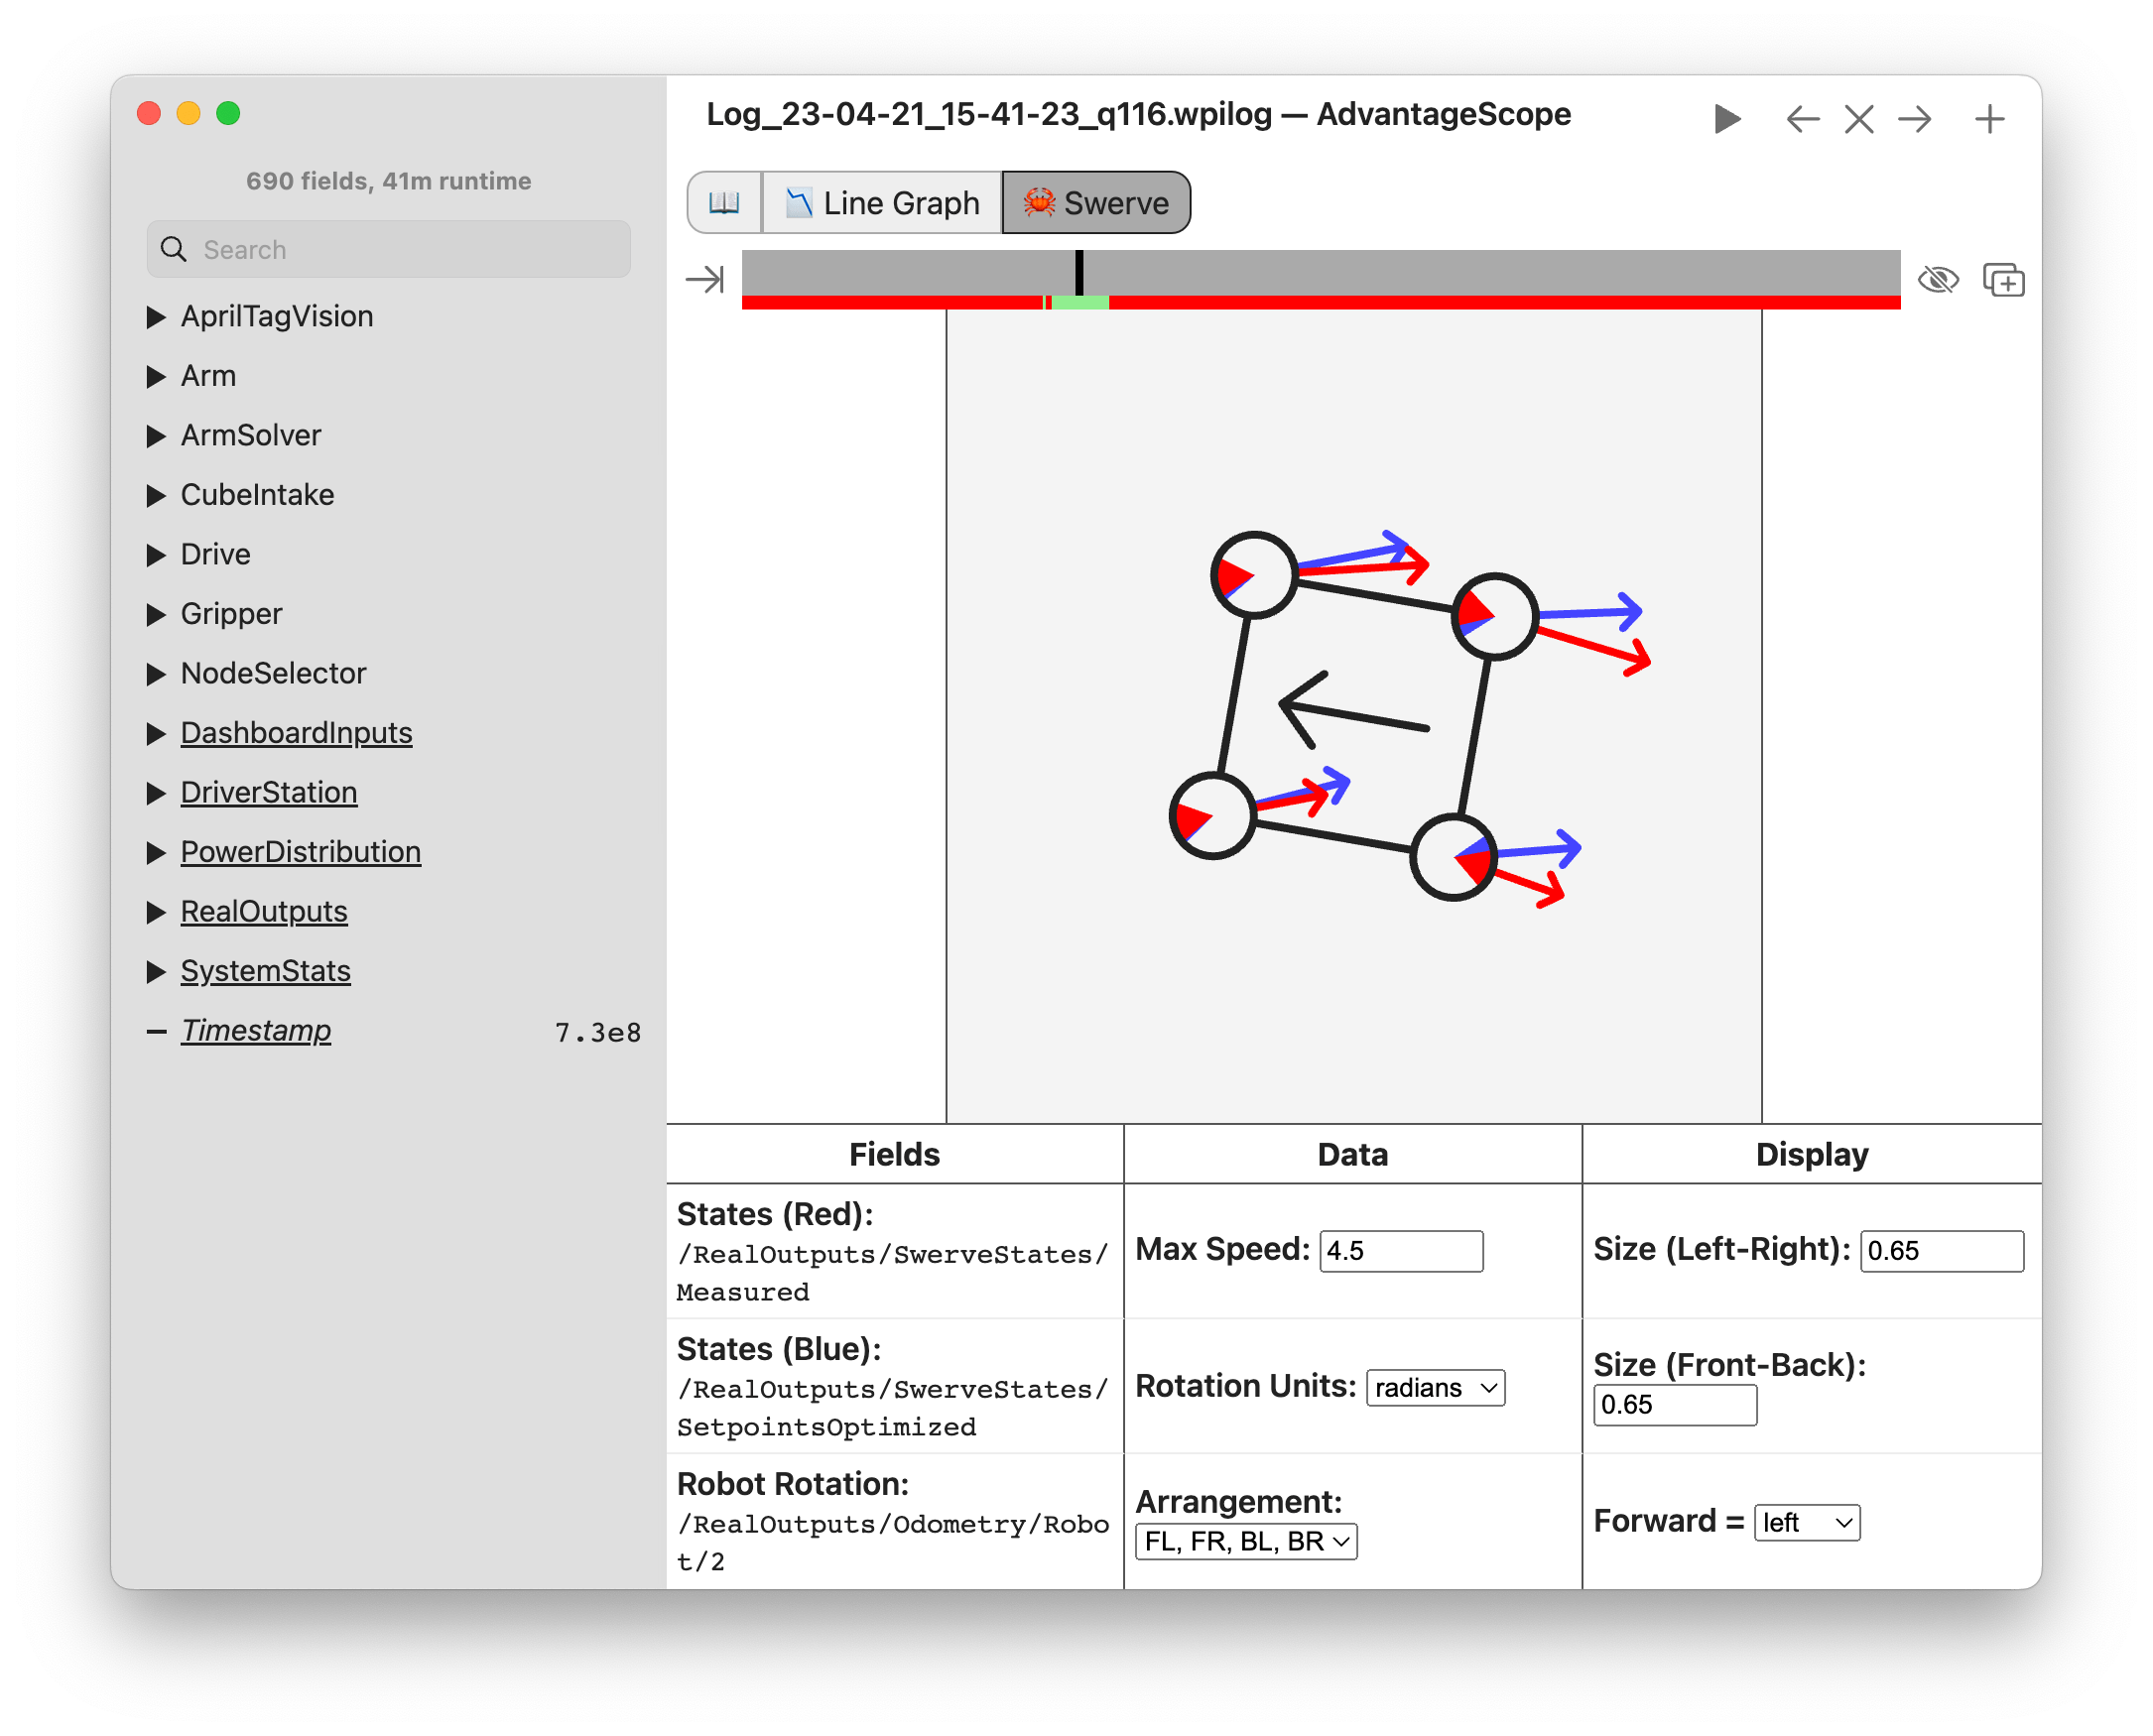 Log_23-04-21_15-41-23_q116.wpilog — AdvantageScope
690 fields, 41m runtime
Search
AprilTagVision
Arm
ArmSolver
CubeIntake
Drive
Gripper
NodeSelector
DashboardInputs
DriverStation
PowerDistribution
RealOutputs
SystemStats
Timestamp 7.3e8
Line Graph
Swerve
Fields
Data
Display
States (Red):
/RealOutputs/SwerveStates/
Measured
Max Speed: 4.5
Size (Left-Right): 0.65
States (Blue):
/RealOutputs/SwerveStates/
SetpointsOptimized
Rotation Units: radians
Size (Front-Back):
0.65
Robot Rotation:
/RealOutputs/Odometry/Robo
t/2
Arrangement:
FL, FR, BL, BR
Forward = left